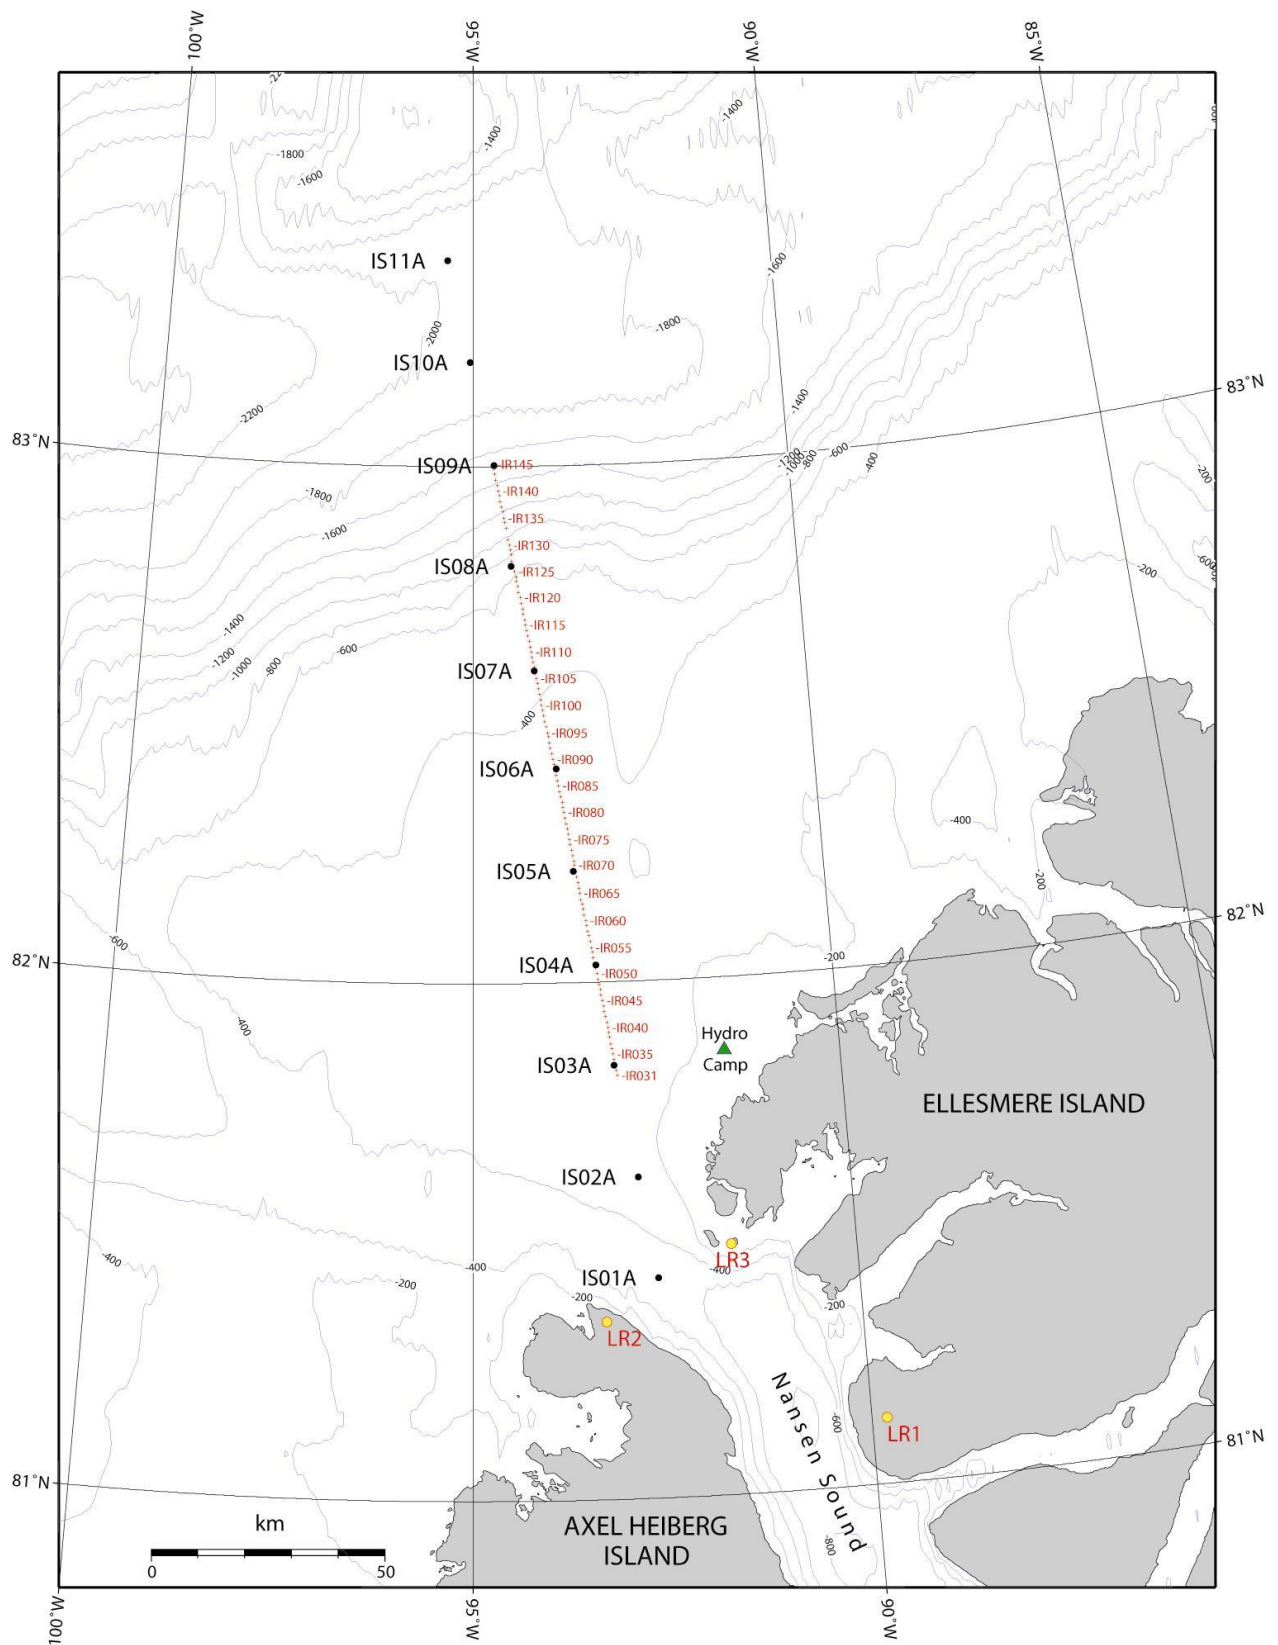 100°W
95°W
90°W
85°W
-1400
-1400
-1800
-1600
IS11A
-1600
-2000
-1800
IS10A
83°N
-1400
-2200
83°N
-600
IS09A
IR145
-1200
-1000
-800
-400
-200
-1800
-IR140
-IR135
-1600
-IR130
IS08A
-IR125
-600
-200
-IR120
-1400
-IR115
-600
-IR110
-1200
-1000
-800
IS07A
-IR105
-IR100
-400
-IR095
-IR090
IS06A
-IR085
-IR080
-400
-IR075
-IR070
IS05A
-200
-IR065
82°N
-IR060
-600
-IR055
-200
82°N
IS04A
-IR050
-IR045
-400
-IR040
Hydro
Camp
-IR035
IS03A
-IR031
ELLESMERE ISLAND
IS02A
-400
-400
LR3
-400
IS01A
-200
-200
-200
LR2
Nansen Sound
-600
LR1
81°N
81°N
km
AXEL HEIBERG
ISLAND
-800
0
50
100°W
95°W
90°W